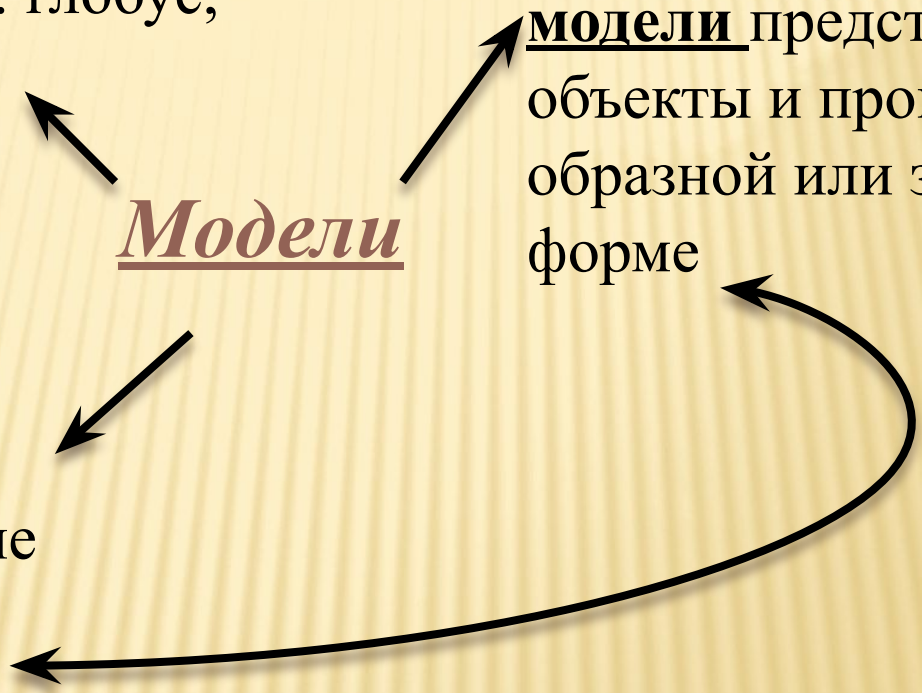 глобус,
модели
объекты и
образной или
форме
Модели